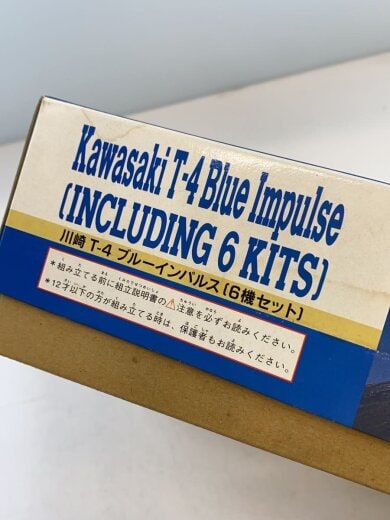 Kawasaki T-4 Blue Impulse
(INCLUDING 6 KITS)
川崎 T-4 ブルーインパルス(6機セット)
*組み立てる前に組立説明書の⚠注意を必ずお読みください。
*12才以下の方が組み立てる時は、保護者もお読みください。